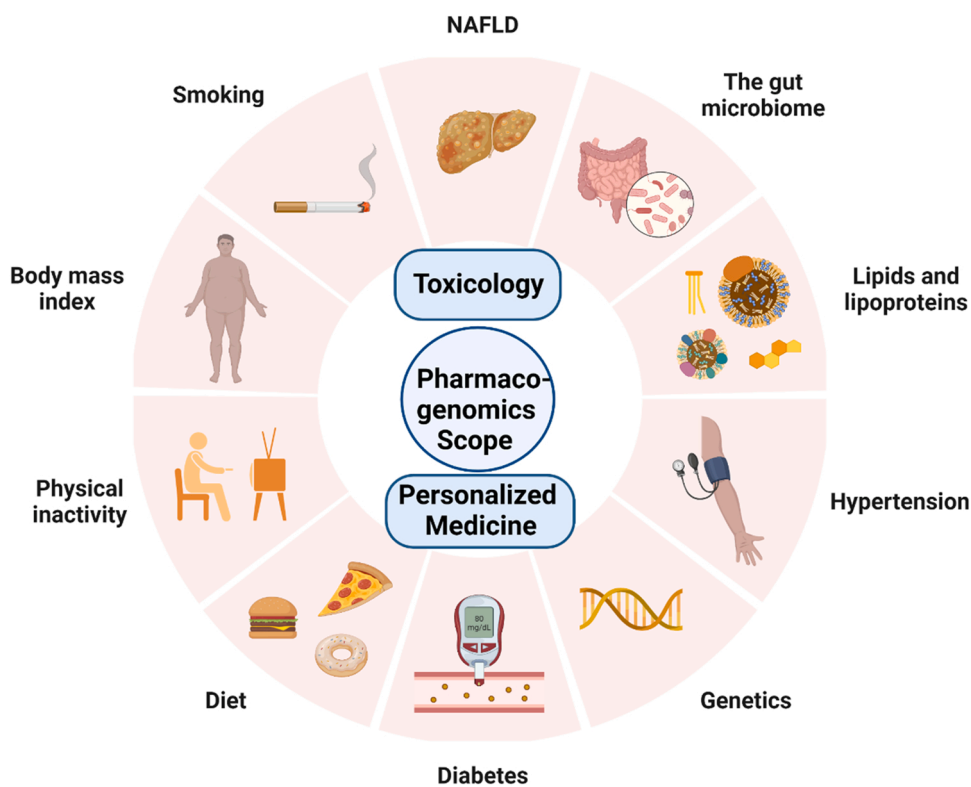 NAFLD
The gut
microbiome
Smoking
Body mass
index
Lipids and
lipoproteins
Toxicology
Pharmaco-
genomics
Scope
Personalized
Medicine
Physical
inactivity
Hypertension
80
mg/dL
Diet
Genetics
Diabetes